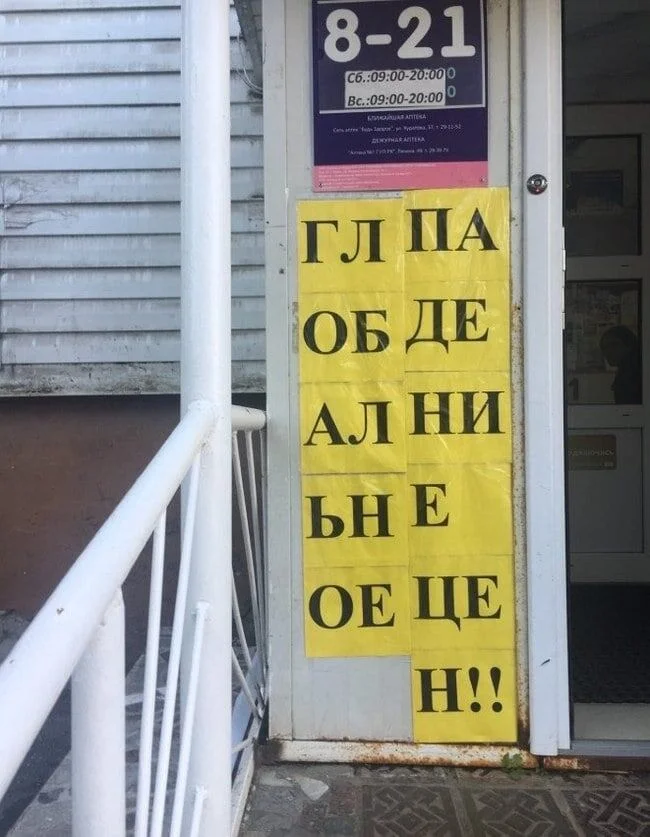 8-21
Сб.:09:00-20:00
Вс.:09:00-20:00
БЛИЖАЙШАЯ АПТЕКА
ДЕЖУРНАЯ АПТЕКА
ГЛ
ОБ
АЛ
ЬН
ОЕ
ПА
ДЕ
НИ
Е
ЦЕ
Н!!